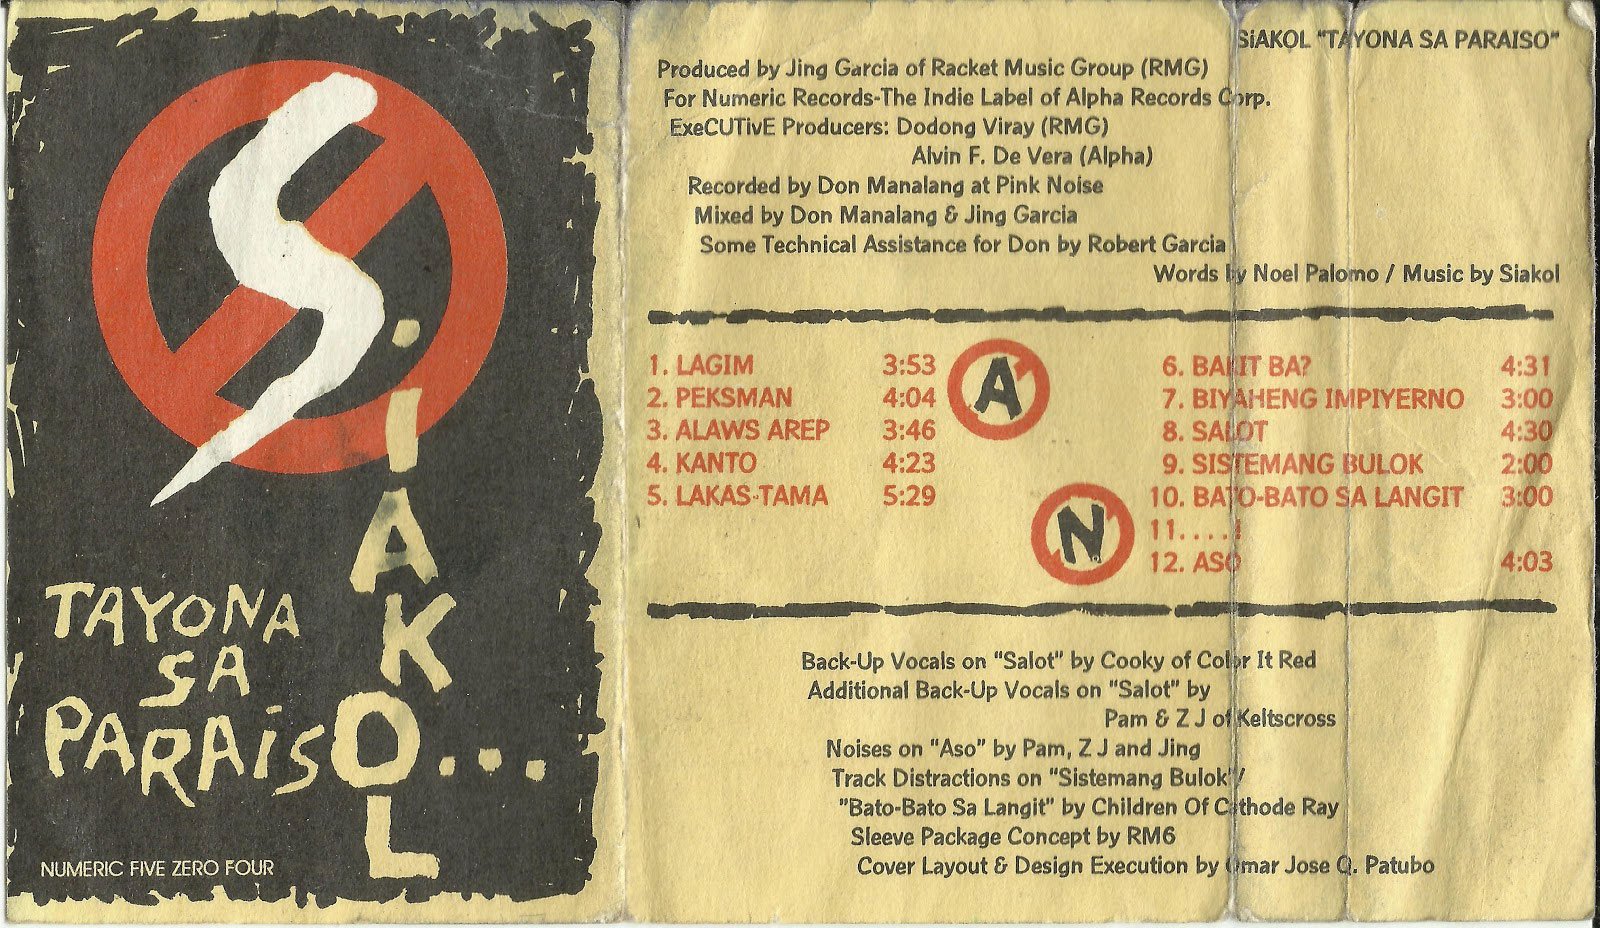 S.IAKOL
TAYONA
SA
PARAISO...
NUMERIC FIVE ZERO FOUR
SiAKOL "TAYONA SA PARAISO"
Produced by Jing Garcia of Racket Music Group (RMG)
For Numeric Records-The Indie Label of Alpha Records Corp.
ExeCUTivE Producers: Dodong Viray (RMG)
Alvin F. De Vera (Alpha)
Recorded by Don Manalang at Pink Noise
Mixed by Don Manalang & Jing Garcia
Some Technical Assistance for Don by Robert Garcia
Words by Noel Palomo / Music by Siakol
1. LAGIM 3:53
2. PEKSMAN 4:04
3. ALAWS AREP 3:46
4. KANTO 4:23
5. LAKAS-TAMA 5:29
A
N.
6. BAKIT BA? 4:31
7. BIYAHENG IMPIYERNO 3:00
8. SALOT 4:30
9. SISTEMANG BULOK 2:00
10. BATO-BATO SA LANGIT 3:00
11. . . . !
12. ASO 4:03
Back-Up Vocals on "Salot" by Cooky of Color It Red
Additional Back-Up Vocals on "Salot" by
Pam & Z J of Keltscross
Noises on "Aso" by Pam, Z J and Jing
Track Distractions on "Sistemang Bulok"/
"Bato-Bato Sa Langit" by Children Of Cathode Ray
Sleeve Package Concept by RM6
Cover Layout & Design Execution by Omar Jose Q. Patubo